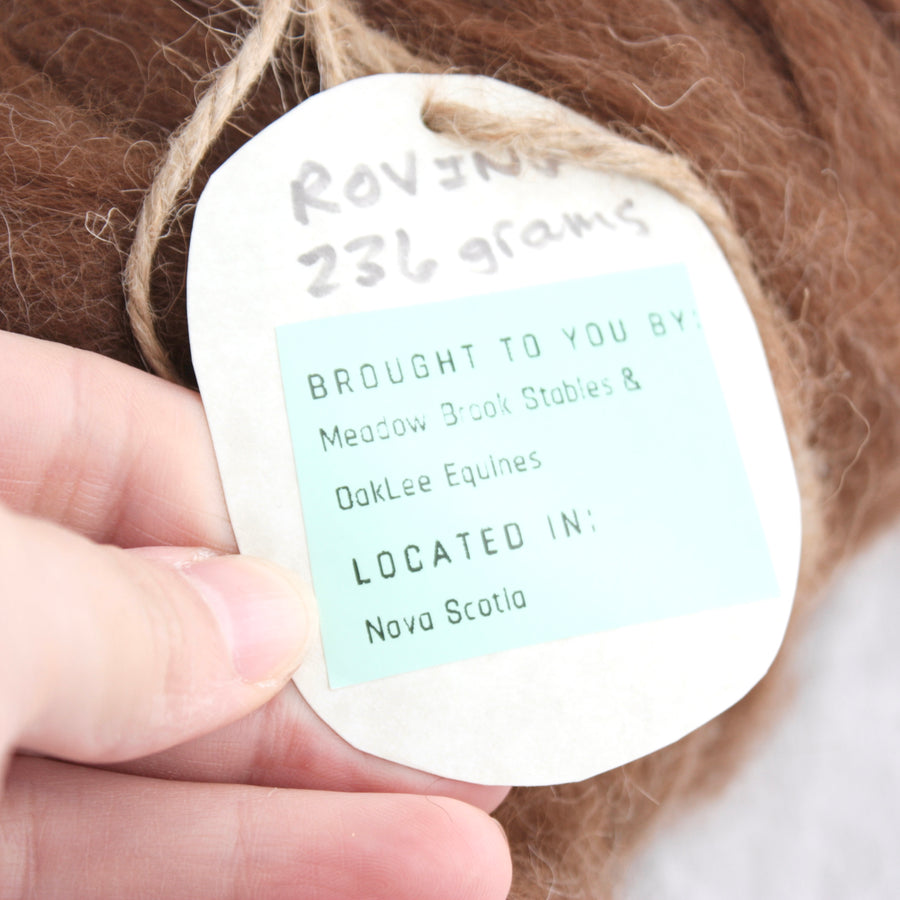 ROVING
236 grams
BROUGHT TO YOU BY:
Meadow Brook Stables &
OakLee Equines
LOCATED IN:
Nova Scotia